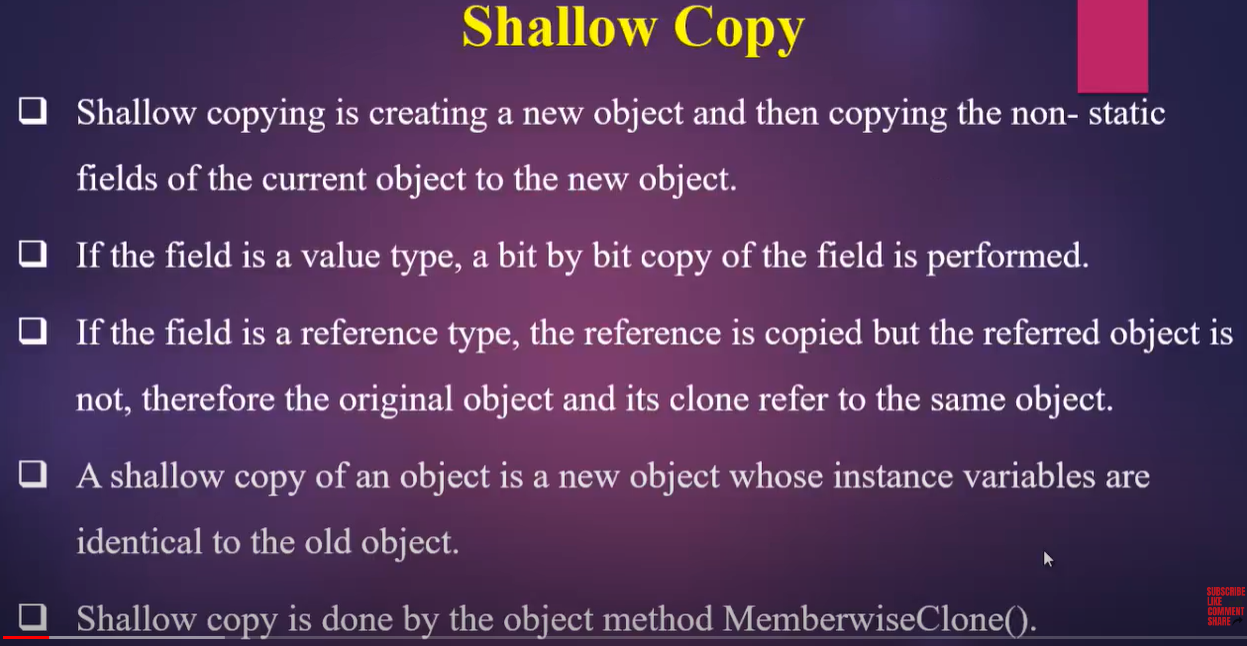 Shallow Copy
Shallow copying is creating a new object and then copying the non- static
fields of the current object to the new object.
If the field is a value type, a bit by bit copy of the field is performed.
If the field is a reference type, the reference is copied but the referred object is
not, therefore the original object and its clone refer to the same object.
A shallow copy of an object is a new object whose instance variables are
identical to the old object.
Shallow copy is done by the object method MemberwiseClone().
SUBSCRIBE
LIKE
COMMENT
SHARE